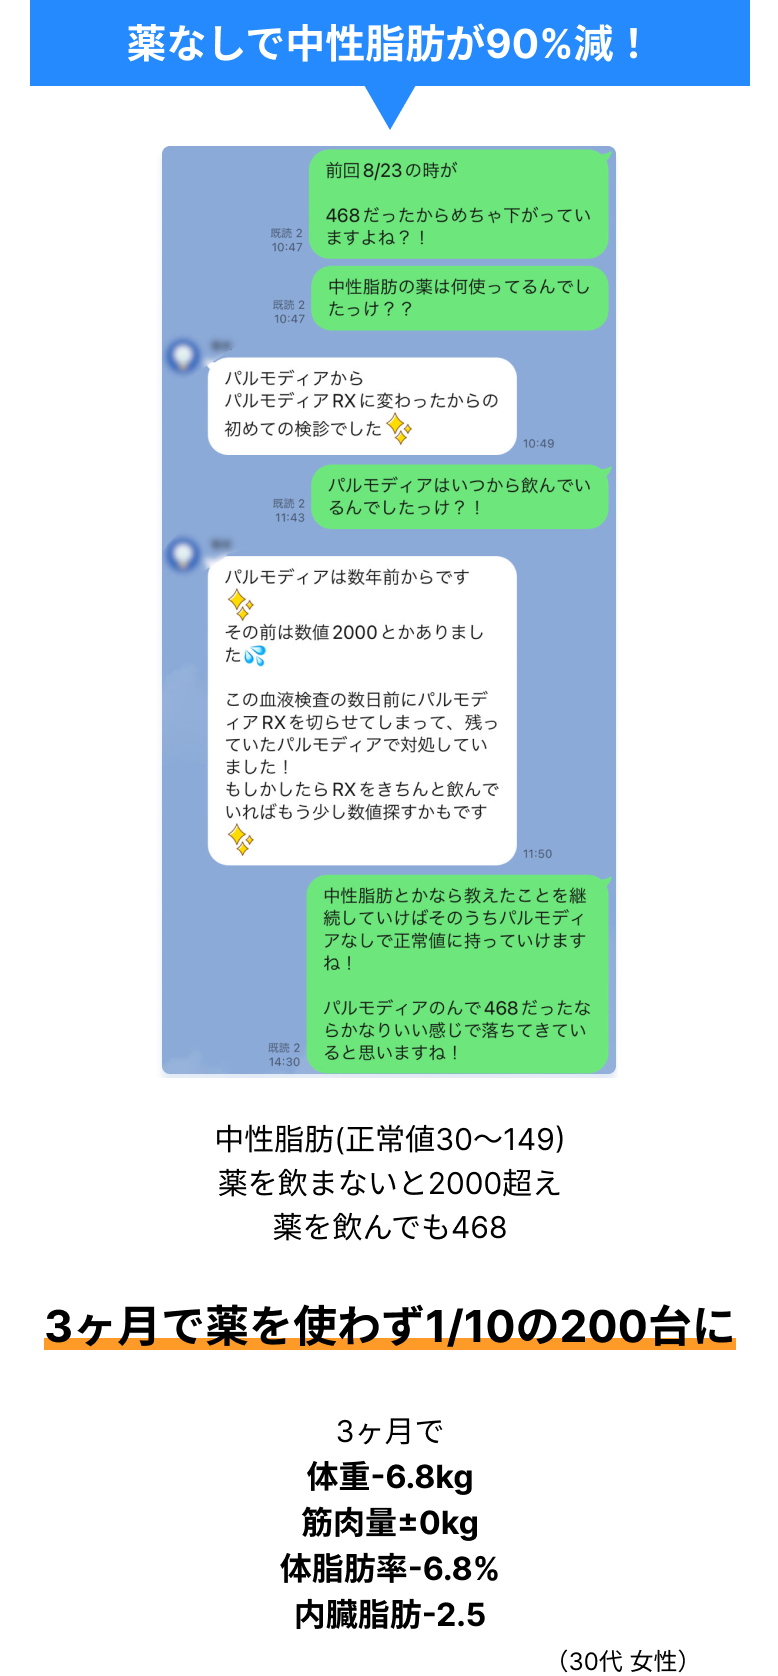 薬なしで中性脂肪が90%減！
前回8/23の時が
468だったからめちゃ下がってい
ますよね？！
既読 2
10:47
中性脂肪の薬は何使ってるんでし
たっけ？？
既読 2
10:47
パルモディアから
パルモディアRXに変わったからの
初めての検診でした✨
10:49
パルモディアはいつから飲んでい
るんでしたっけ？！
既読 2
11:43
パルモディアは数年前からです
✨
その前は数値2000とかありまし
た💦
この血液検査の数日前にパルモデ
ィアRXを切らせてしまって、残っ
ていたパルモディアで対処してい
ました！
もしかしたらRXをきちんと飲んで
いればもう少し数値探すかもです
✨
11:50
中性脂肪とかなら教えたことを継
続していけばそのうちパルモディ
アなしで正常値に持っていけます
ね！
パルモディアのんで468だったな
らかなりいい感じで落ちてきてい
ると思いますね！
既読 2
14:30
中性脂肪(正常値30〜149)
薬を飲まないと2000超え
薬を飲んでも468
3ヶ月で薬を使わず1/10の200台に
3ヶ月で
体重-6.8kg
筋肉量±0kg
体脂肪率-6.8%
内臓脂肪-2.5
（30代 女性）